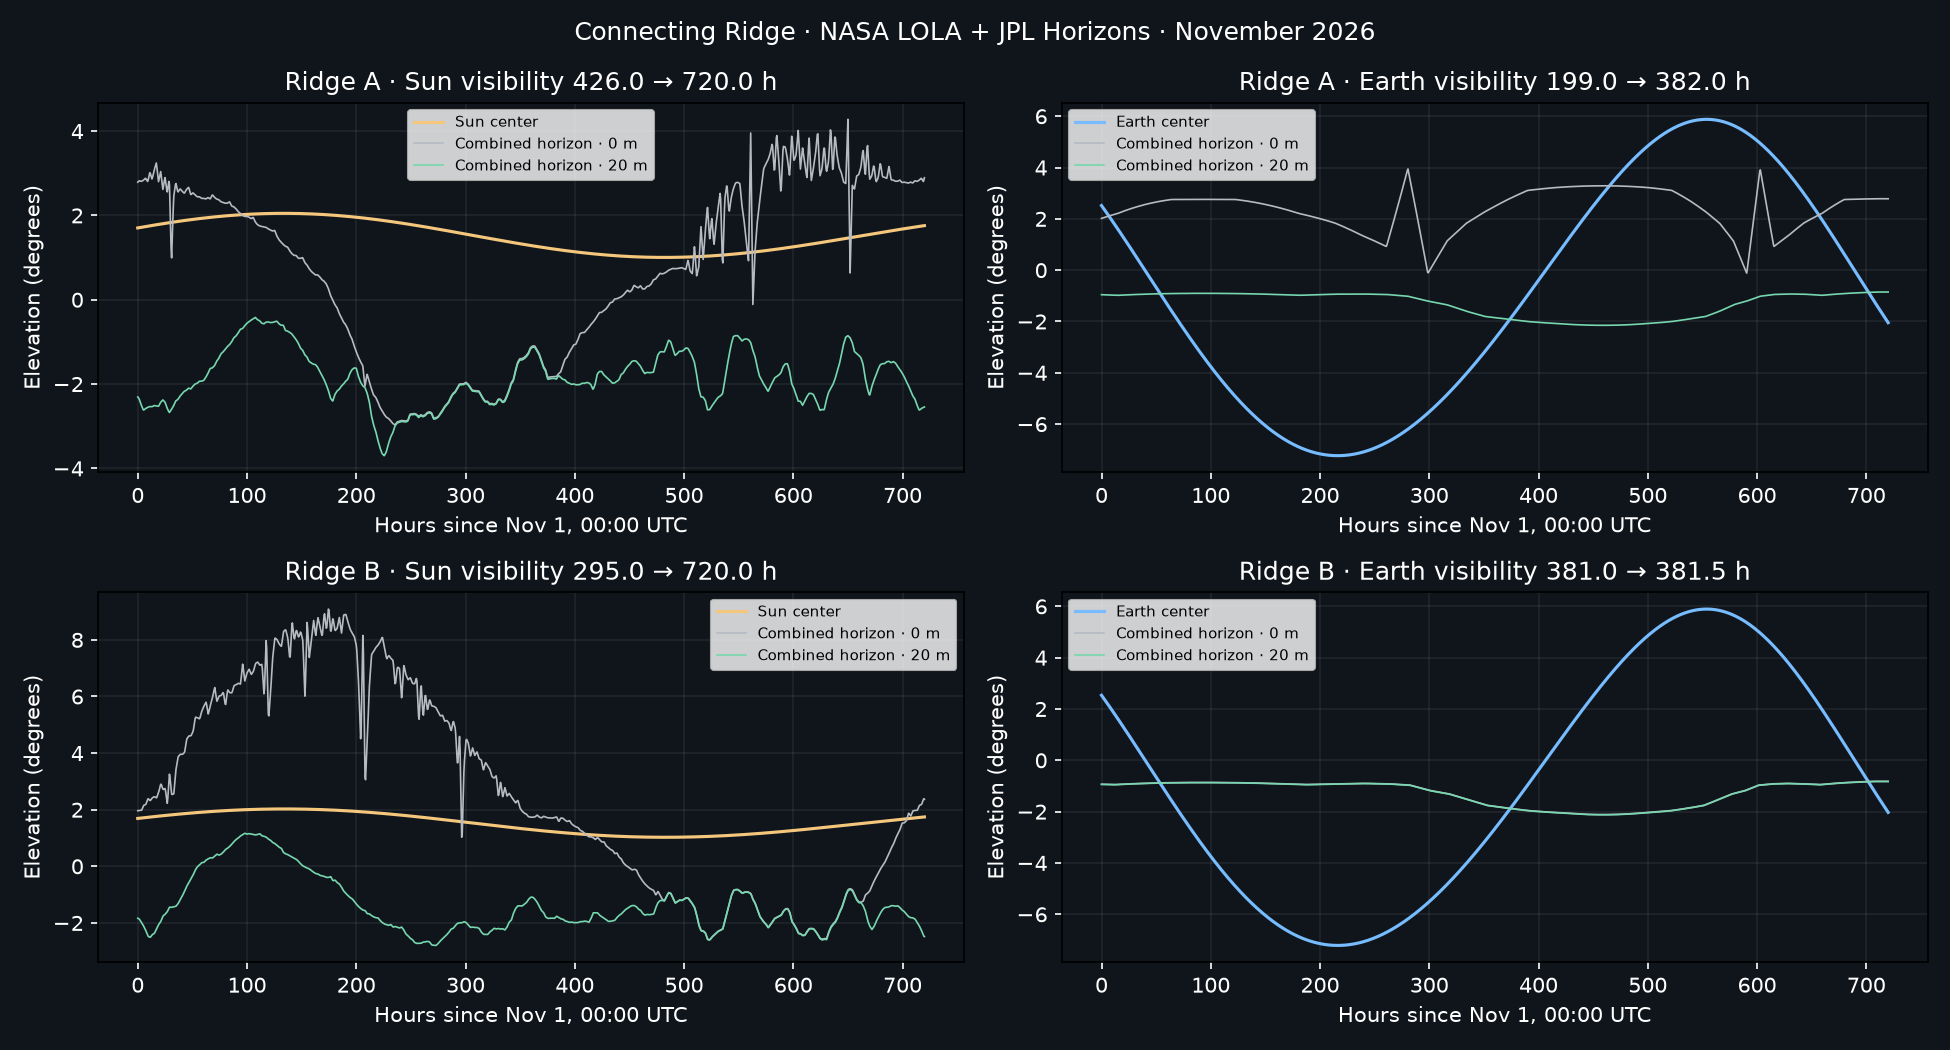 Connecting Ridge · NASA LOLA + JPL Horizons · November 2026
Ridge A · Sun visibility 426.0 → 720.0 h
Elevation (degrees)
4
2
0
−2
−4
Sun center
Combined horizon · 0 m
Combined horizon · 20 m
0 100 200 300 400 500 600 700
Hours since Nov 1, 00:00 UTC
Ridge A · Earth visibility 199.0 → 382.0 h
Elevation (degrees)
6
4
2
0
−2
−4
−6
Earth center
Combined horizon · 0 m
Combined horizon · 20 m
0 100 200 300 400 500 600 700
Hours since Nov 1, 00:00 UTC
Ridge B · Sun visibility 295.0 → 720.0 h
Elevation (degrees)
8
6
4
2
0
−2
Sun center
Combined horizon · 0 m
Combined horizon · 20 m
0 100 200 300 400 500 600 700
Hours since Nov 1, 00:00 UTC
Ridge B · Earth visibility 381.0 → 381.5 h
Elevation (degrees)
6
4
2
0
−2
−4
−6
Earth center
Combined horizon · 0 m
Combined horizon · 20 m
0 100 200 300 400 500 600 700
Hours since Nov 1, 00:00 UTC